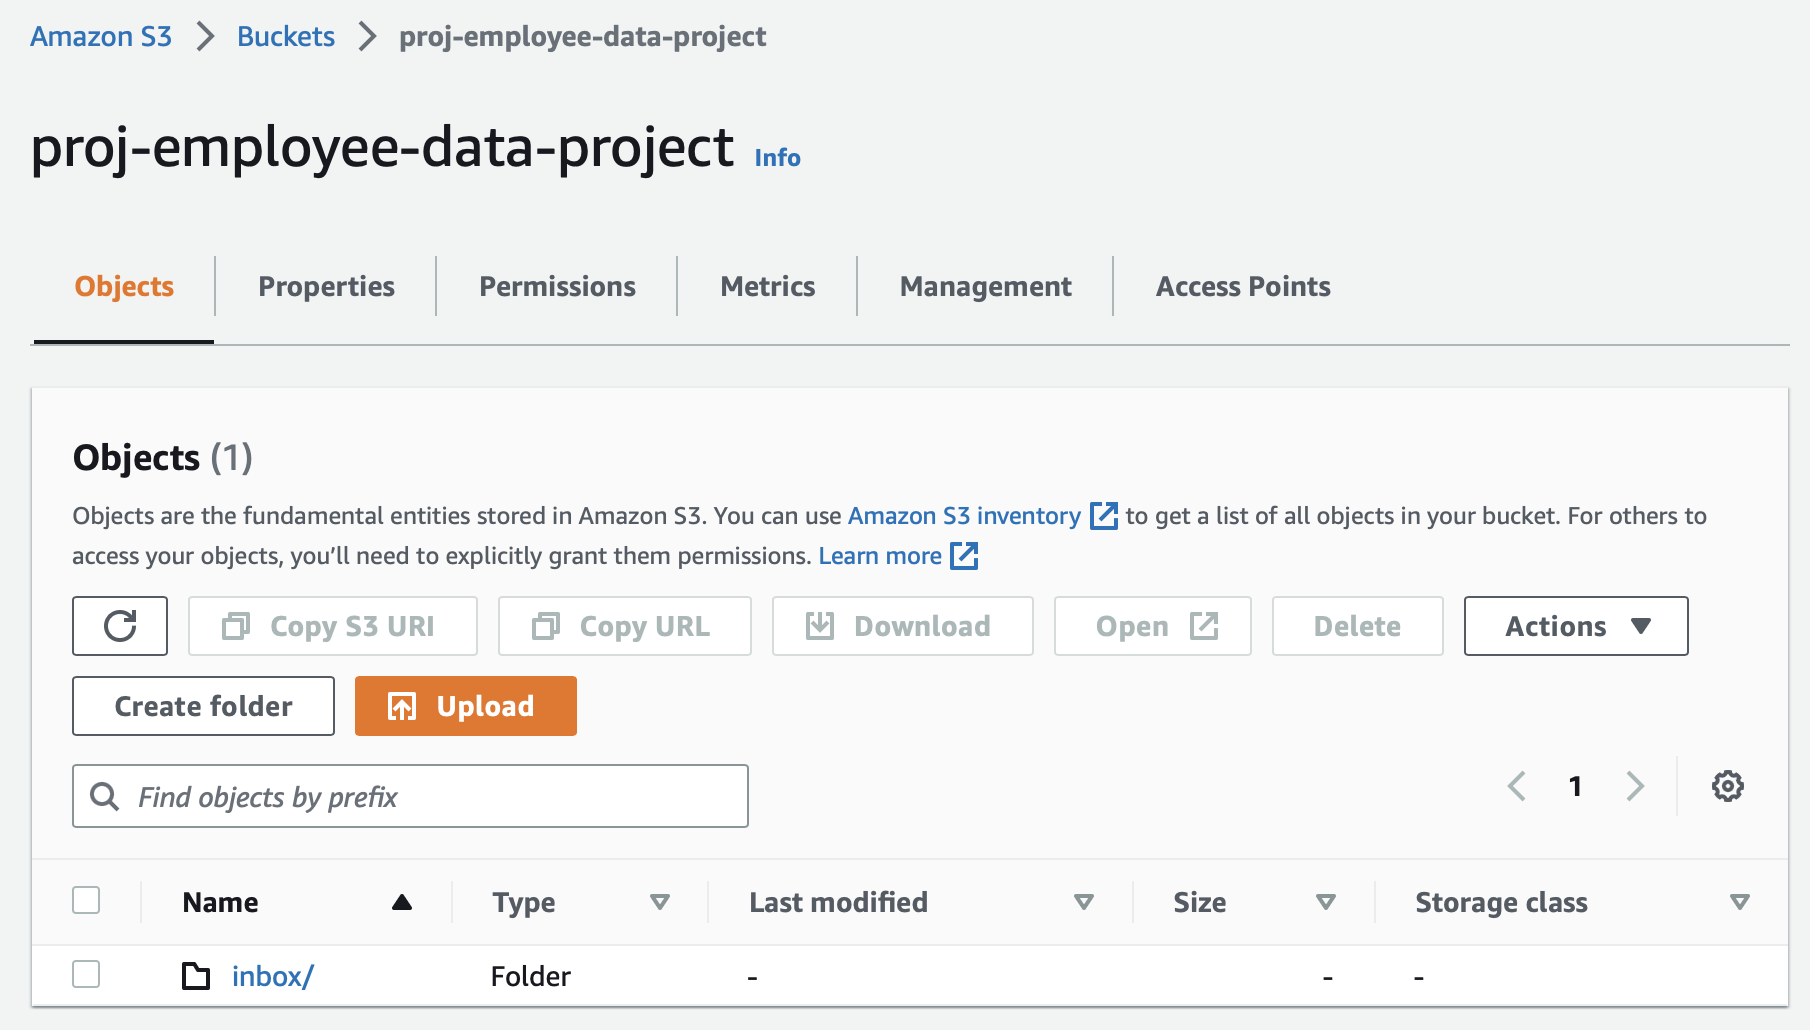 Amazon S3 > Buckets > proj-employee-data-project
proj-employee-data-project Info
Objects Properties Permissions Metrics Management Access Points
Objects (1)
Objects are the fundamental entities stored in Amazon S3. You can use Amazon S3 inventory to get a list of all objects in your bucket. For others to
access your objects, you’ll need to explicitly grant them permissions. Learn more
Copy S3 URI Copy URL Download Open Delete Actions
Create folder Upload
Find objects by prefix
1
Name Type Last modified Size Storage class
inbox/ Folder - - -